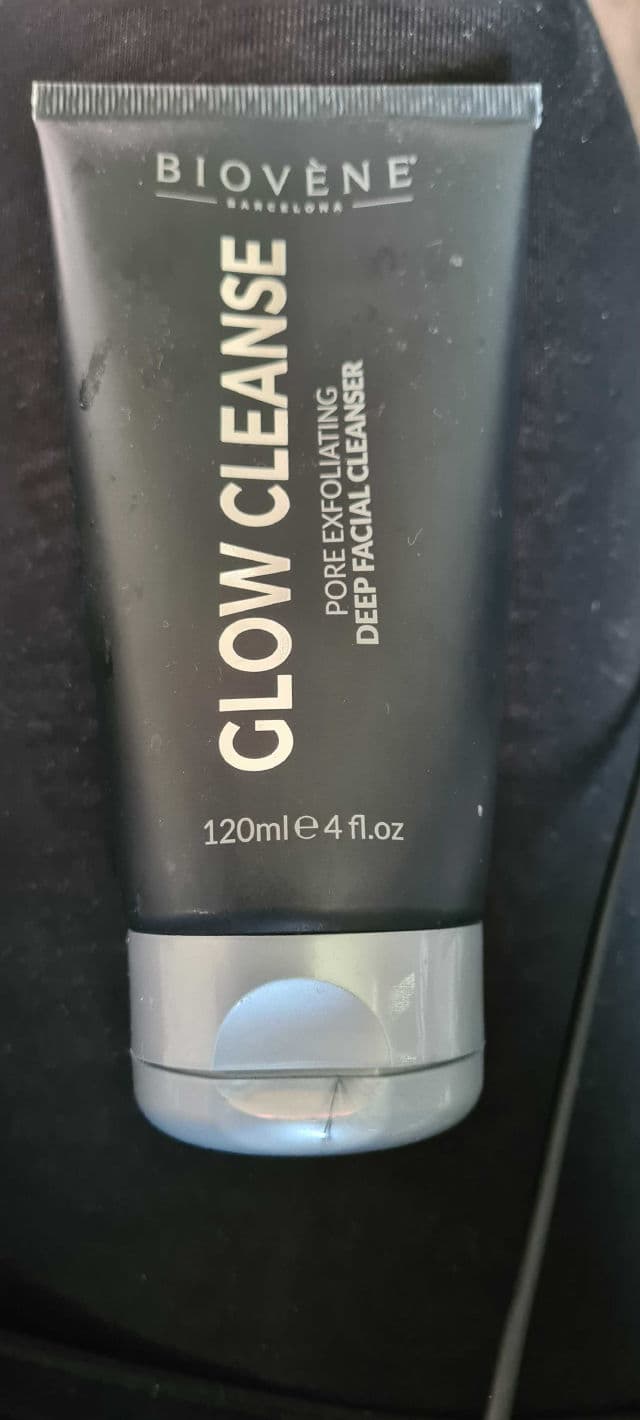 BIOVÈNE
BARCELONA
GLOW CLEANSE
PORE EXFOLIATING
DEEP FACIAL CLEANSER
120ml ℮ 4 fl.oz